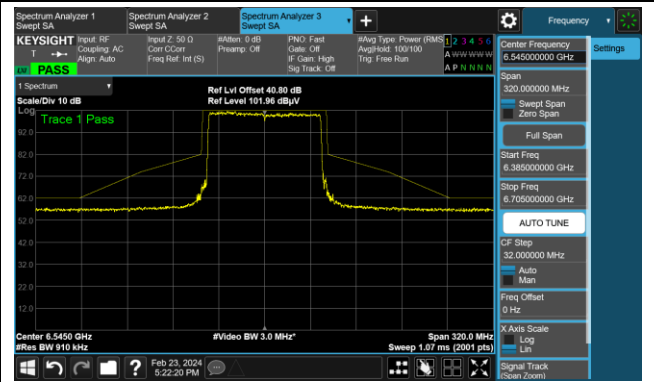 Spectrum Analyzer 1
Swept SA
Spectrum Analyzer 2
Swept SA
Spectrum Analyzer 3
Swept SA
Frequency
KEYSIGHT
Input: RF
Coupling: AC
Align: Auto
Input Z: 50 Ω
Corr CCorr
Freq Ref: Int (S)
#Atten: 0 dB
Preamp: Off
PNO: Fast
Gate: Off
IF Gain: High
Sig Track: Off
#Avg Type: Power (RMS
Avg|Hold: 100/100
Trig: Free Run
1 2 3 4 5 6
A W W W W W
A P N N N N
T
PASS
1 Spectrum
Scale/Div 10 dB
Ref Lvl Offset 40.80 dB
Ref Level 101.96 dBµV
Log
Trace 1 Pass
92.0
82.0
72.0
62.0
52.0
42.0
32.0
22.0
12.0
Center 6.5450 GHz
#Video BW 3.0 MHz*
Span 320.0 MHz
#Res BW 910 kHz
Sweep 1.07 ms (2001 pts)
Feb 23, 2024
5:22:20 PM
Center Frequency
6.545000000 GHz
Settings
Span
320.000000 MHz
Swept Span
Zero Span
Full Span
Start Freq
6.385000000 GHz
Stop Freq
6.705000000 GHz
AUTO TUNE
CF Step
32.000000 MHz
Auto
Man
Freq Offset
0 Hz
X Axis Scale
Log
Lin
Signal Track
(Span Zoom)